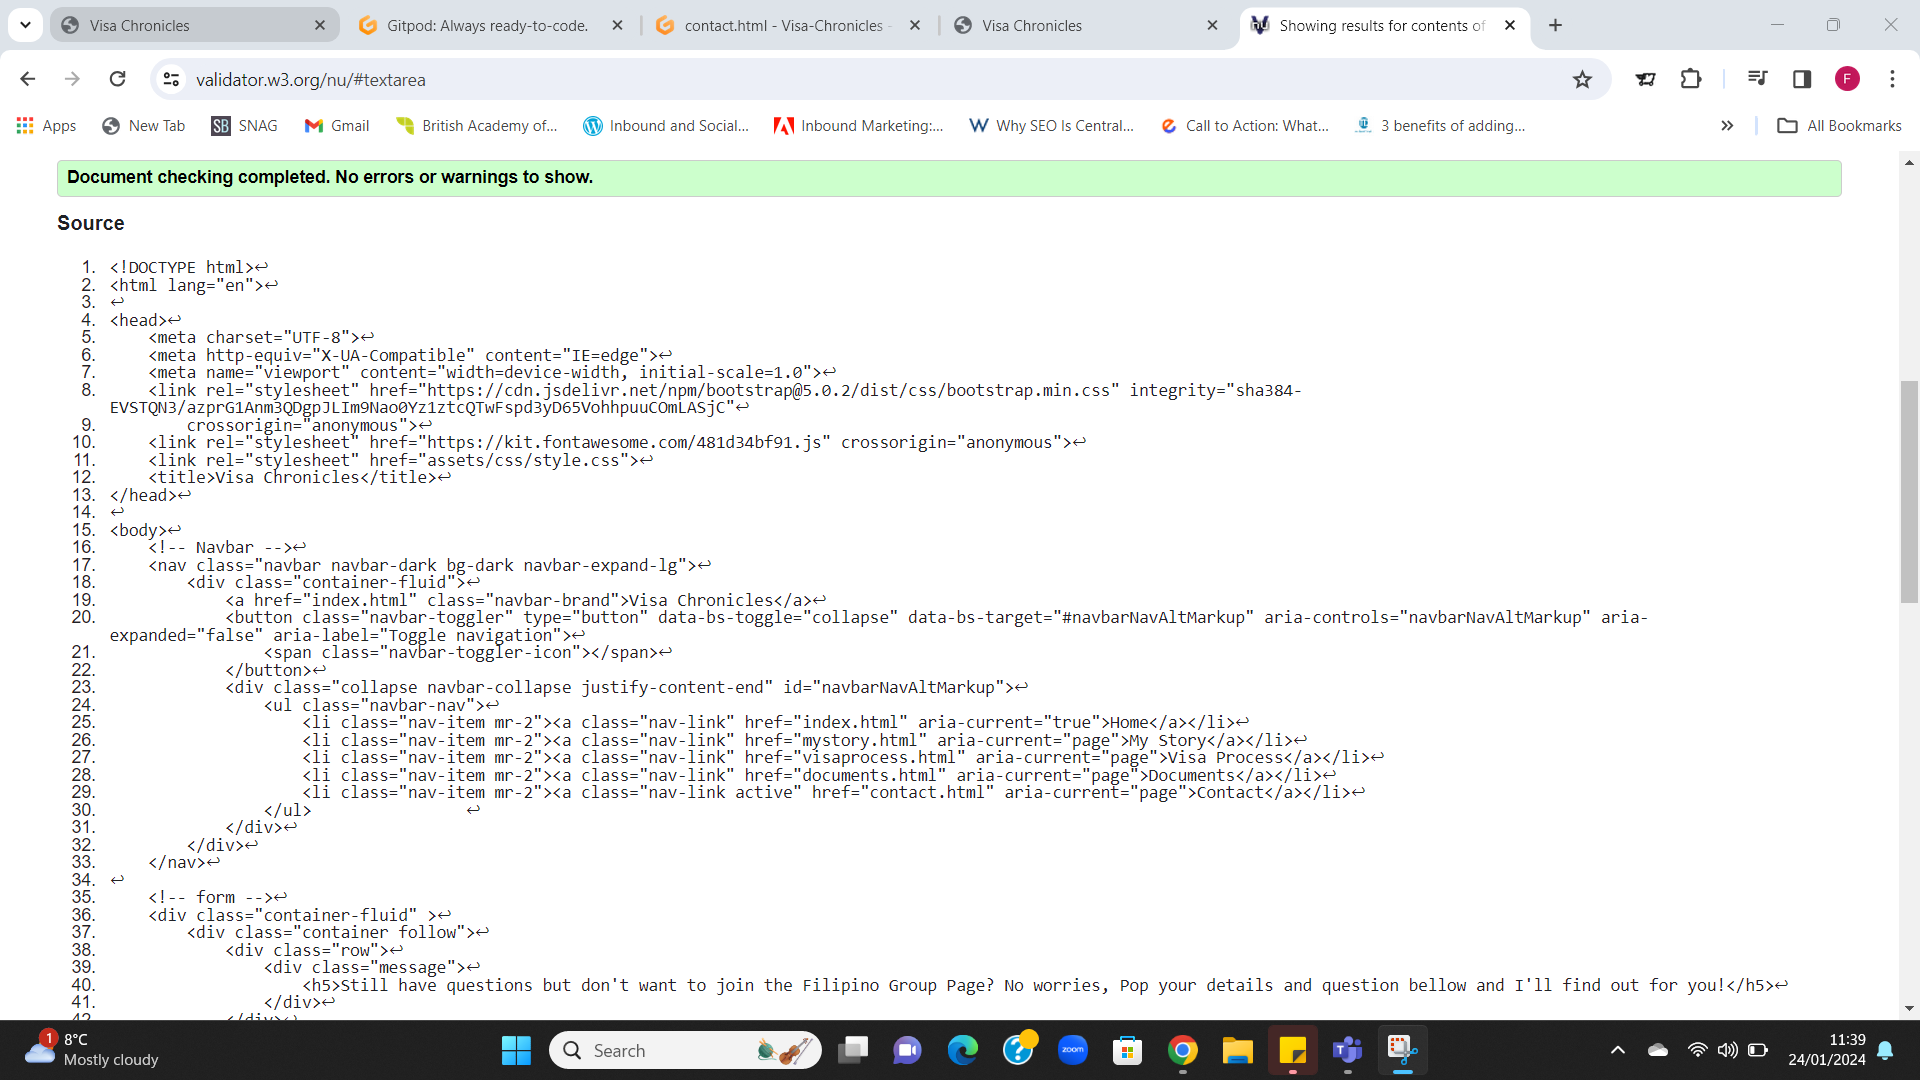 Visa Chronicles
Gitpod: Always ready-to-code.
contact.html - Visa-Chronicles -
Visa Chronicles
Showing results for contents of
validator.w3.org/nu/#textarea
F
Apps
New Tab
SNAG
Gmail
British Academy of...
Inbound and Social...
Inbound Marketing:...
Why SEO Is Central...
Call to Action: What...
3 benefits of adding...
All Bookmarks
Document checking completed. No errors or warnings to show.
Source
1. <!DOCTYPE html>↩
2. <html lang="en">↩
3. ↩
4. <head>↩
5. <meta charset="UTF-8">↩
6. <meta http-equiv="X-UA-Compatible" content="IE=edge">↩
7. <meta name="viewport" content="width=device-width, initial-scale=1.0">↩
8. <link rel="stylesheet" href="https://cdn.jsdelivr.net/npm/bootstrap@5.0.2/dist/css/bootstrap.min.css" integrity="sha384-
EVSTQN3/azprG1Anm3QDgpJLIm9Nao0Yz1ztcQTwFspd3yD65VohhpuuCOmLASjC"↩
9. crossorigin="anonymous">↩
10. <link rel="stylesheet" href="https://kit.fontawesome.com/481d34bf91.js" crossorigin="anonymous">↩
11. <link rel="stylesheet" href="assets/css/style.css">↩
12. <title>Visa Chronicles</title>↩
13. </head>↩
14. ↩
15. <body>↩
16. <!-- Navbar -->↩
17. <nav class="navbar navbar-dark bg-dark navbar-expand-lg">↩
18. <div class="container-fluid">↩
19. <a href="index.html" class="navbar-brand">Visa Chronicles</a>↩
20. <button class="navbar-toggler" type="button" data-bs-toggle="collapse" data-bs-target="#navbarNavAltMarkup" aria-controls="navbarNavAltMarkup" aria-
expanded="false" aria-label="Toggle navigation">↩
21. <span class="navbar-toggler-icon"></span>↩
22. </button>↩
23. <div class="collapse navbar-collapse justify-content-end" id="navbarNavAltMarkup">↩
24. <ul class="navbar-nav">↩
25. <li class="nav-item mr-2"><a class="nav-link" href="index.html" aria-current="true">Home</a></li>↩
26. <li class="nav-item mr-2"><a class="nav-link" href="mystory.html" aria-current="page">My Story</a></li>↩
27. <li class="nav-item mr-2"><a class="nav-link" href="visaprocess.html" aria-current="page">Visa Process</a></li>↩
28. <li class="nav-item mr-2"><a class="nav-link" href="documents.html" aria-current="page">Documents</a></li>↩
29. <li class="nav-item mr-2"><a class="nav-link active" href="contact.html" aria-current="page">Contact</a></li>↩
30. </ul> ↩
31. </div>↩
32. </div>↩
33. </nav>↩
34. ↩
35. <!-- form -->↩
36. <div class="container-fluid" >↩
37. <div class="container follow">↩
38. <div class="row">↩
39. <div class="message">↩
40. <h5>Still have questions but don't want to join the Filipino Group Page? No worries, Pop your details and question bellow and I'll find out for you!</h5>↩
41. </div>↩
42. </div>↩
1
8°C
Mostly cloudy
Search
zoom
11:39
24/01/2024